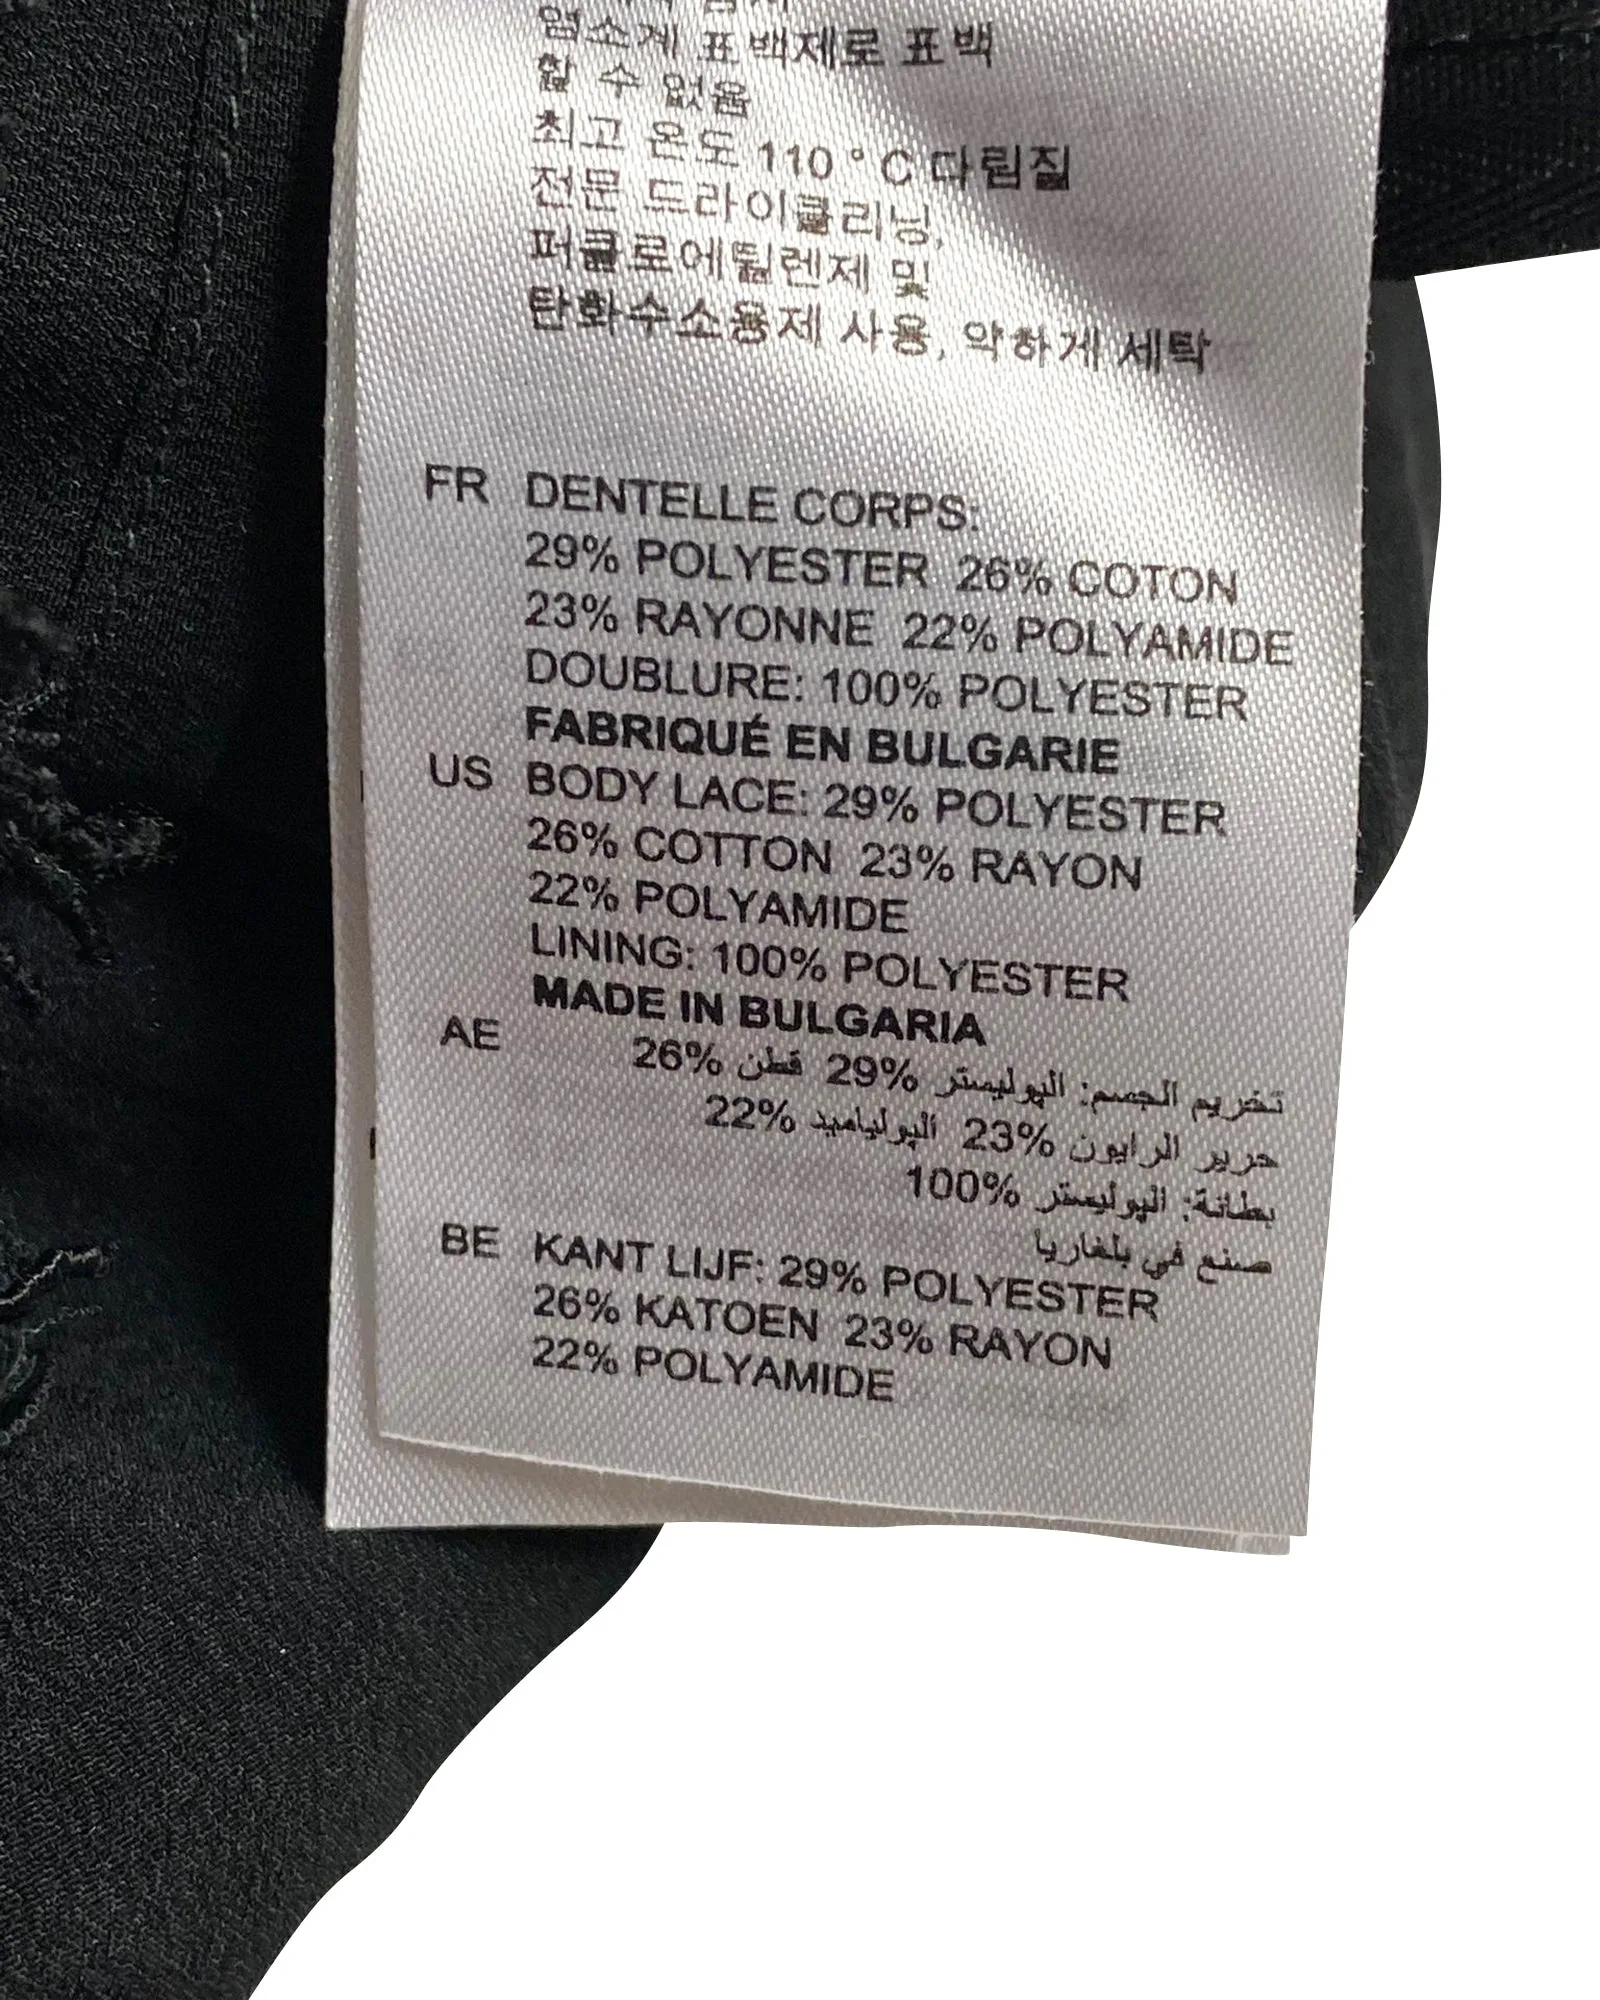 염소계 표백제로 표백
할 수 없음
최고 온도 110 ° C 다림질
전문 드라이클리닝,
퍼클로에틸렌제 및
탄화수소용제 사용, 약하게 세탁
FR DENTELLE CORPS:
29% POLYESTER 26% COTON
23% RAYONNE 22% POLYAMIDE
DOUBLURE: 100% POLYESTER
FABRIQUÉ EN BULGARIE
US BODY LACE: 29% POLYESTER
26% COTTON 23% RAYON
22% POLYAMIDE
LINING: 100% POLYESTER
MADE IN BULGARIA
AE
تخريم الجسم: البوليستر 29% قطن 26%
حرير الرايون 23% البولياميد 22%
بطانة: البوليستر 100%
صنع في بلغاريا
BE KANT LIJF: 29% POLYESTER
26% KATOEN 23% RAYON
22% POLYAMIDE